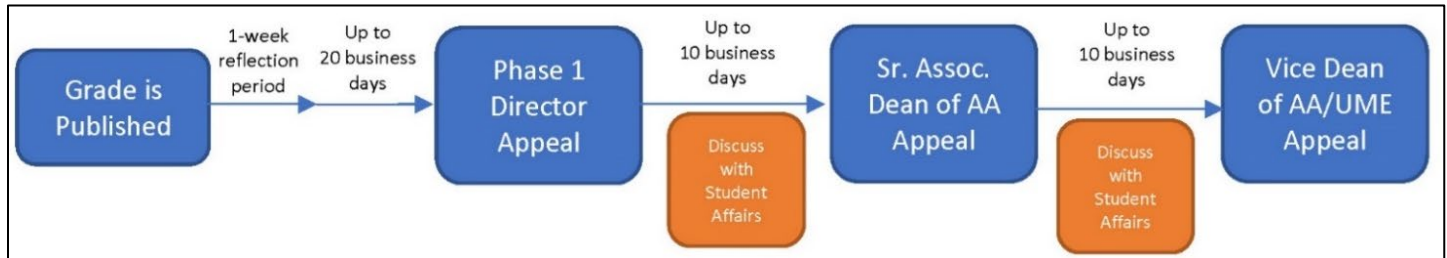 Grade is
Published
1-week
reflection
period
Up to
20 business
days
Phase 1
Director
Appeal
Up to
10 business
days
Discuss
with
Student
Affairs
Sr. Assoc.
Dean of AA
Appeal
Up to
10 business
days
Discuss
with
Student
Affairs
Vice Dean
of AA/UME
Appeal